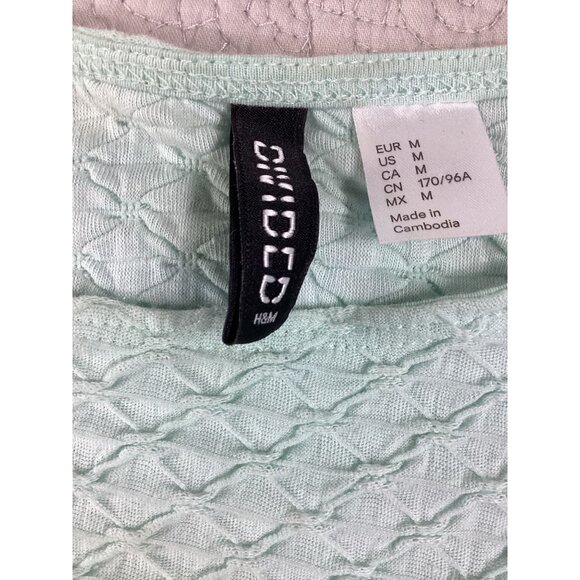 DIVIDED
H&M
EUR M
US M
CA M
CN 170/96A
MX M
Made in
Cambodia